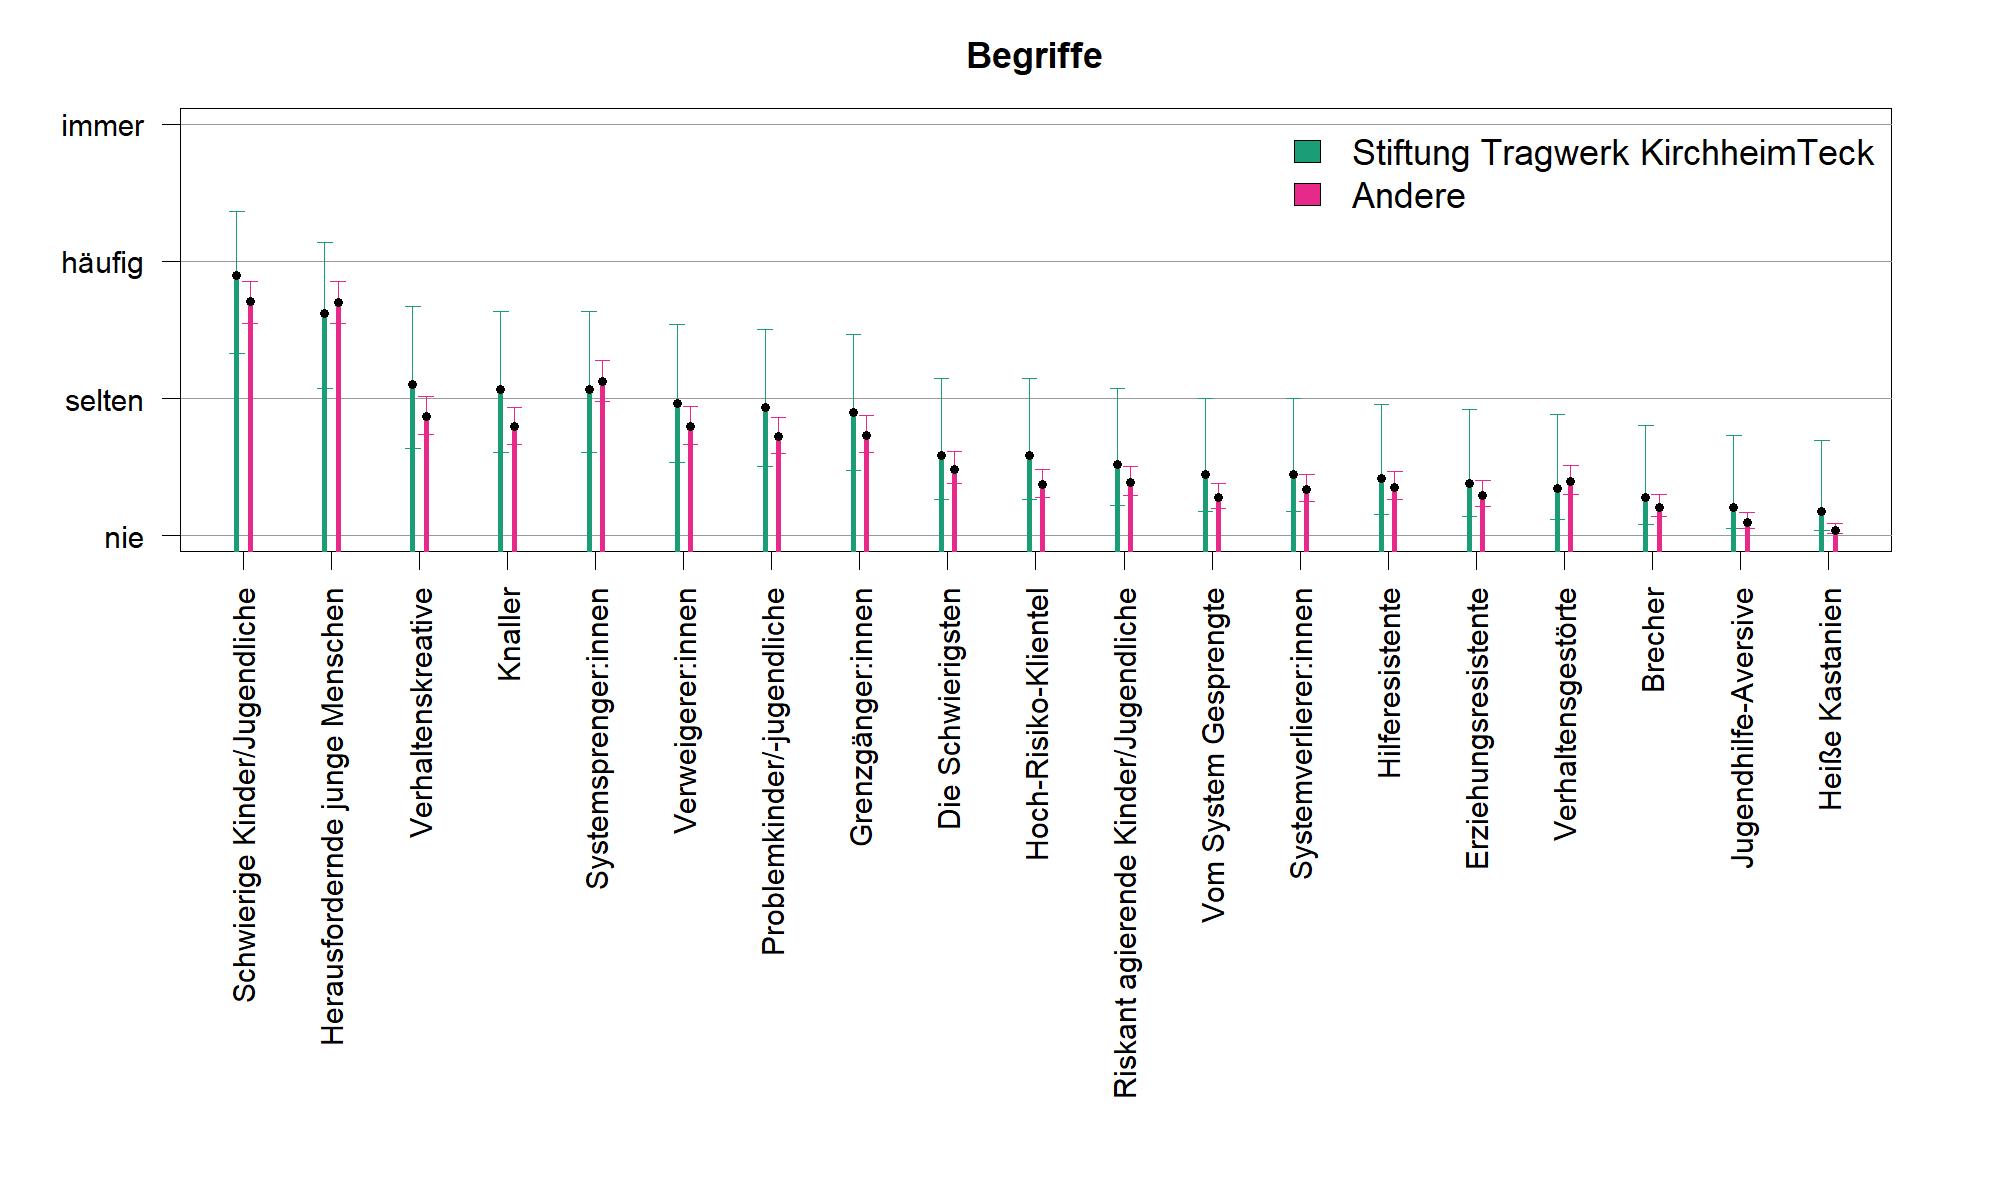 Begriffe
immer
häufig
selten
nie
Stiftung Tragwerk KirchheimTeck
Andere
Schwierige Kinder/Jugendliche
Herausfordernde junge Menschen
Verhaltenskreative
Knaller
Systemsprenger:innen
Verweigerer:innen
Problemkinder/-jugendliche
Grenzgänger:innen
Die Schwierigsten
Hoch-Risiko-Klientel
Riskant agierende Kinder/Jugendliche
Vom System Gesprengte
Systemverlierer:innen
Hilferesistente
Erziehungsresistente
Verhaltensgestörte
Brecher
Jugendhilfe-Aversive
Heiße Kastanien